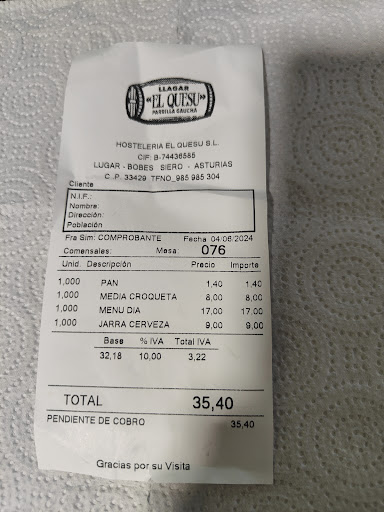 LLAGAR
«EL QUESU»
PARRILLA GAUCHA
HOSTELERIA EL QUESU S.L.
CIF: B-74436585
LUGAR - BOBES SIERO - ASTURIAS
C.P. 33429 TFNO_985 985 304
Cliente
N.I.F.:
Nombre:
Dirección:
Población
Fra Sim: COMPROBANTE Fecha 04/06/2024
Comensales: Mesa: 076
Unid. Descripción Precio Importe
1,000 PAN 1,40 1,40
1,000 MEDIA CROQUETA 8,00 8,00
1,000 MENU DIA 17,00 17,00
1,000 JARRA CERVEZA 9,00 9,00
Base % IVA Total IVA
32,18 10,00 3,22
TOTAL 35,40
PENDIENTE DE COBRO 35,40
Gracias por su Visita